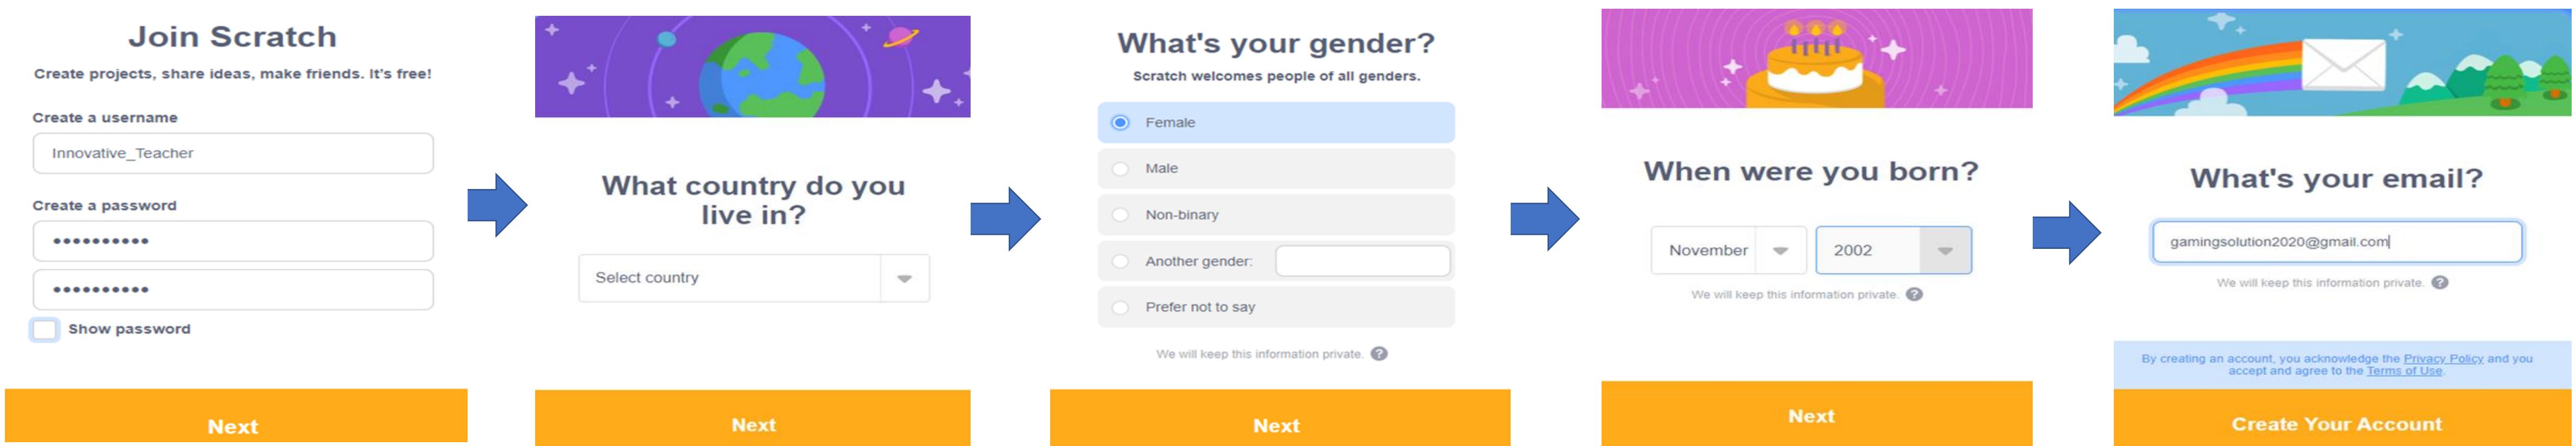 Join Scratch
Create projects, share ideas, make friends. It's free!
Create a username
Innovative_Teacher
Create a password
••••••••••
••••••••••
Show password
Next
What country do you
live in?
Select country
Next
What's your gender?
Scratch welcomes people of all genders.
Female
Male
Non-binary
Another gender:
Prefer not to say
We will keep this information private. ?
Next
When were you born?
November
2002
We will keep this information private. ?
Next
What's your email?
gamingsolution2020@gmail.com
We will keep this information private. ?
By creating an account, you acknowledge the Privacy Policy and you
accept and agree to the Terms of Use.
Create Your Account